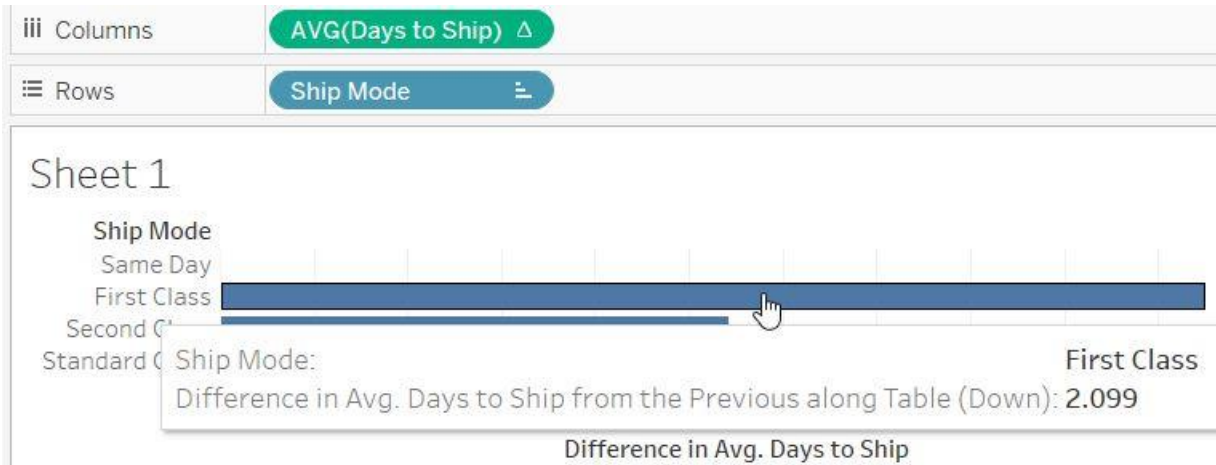 Columns AVG(Days to Ship) Δ
Rows Ship Mode
Sheet 1
Ship Mode
Same Day
First Class
Second
Standard
Ship Mode: First Class
Difference in Avg. Days to Ship from the Previous along Table (Down): 2.099
Difference in Avg. Days to Ship